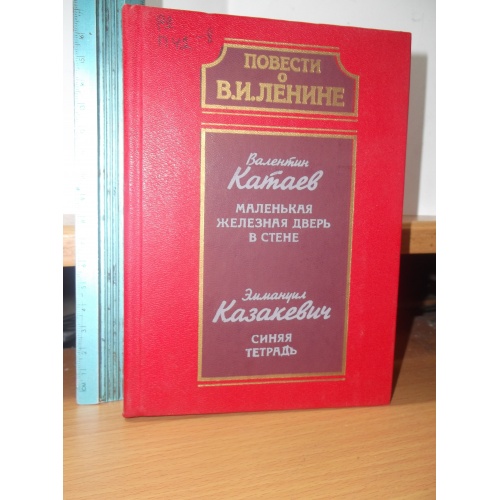 ПОВЕСТИ
О
В.И.ЛЕНИНЕ
Валентин
Катаев
МАЛЕНЬКАЯ
ЖЕЛЕЗНАЯ ДВЕРЬ
В СТЕНЕ
Эммануил
Казакевич
СИНЯЯ
ТЕТРАДЬ